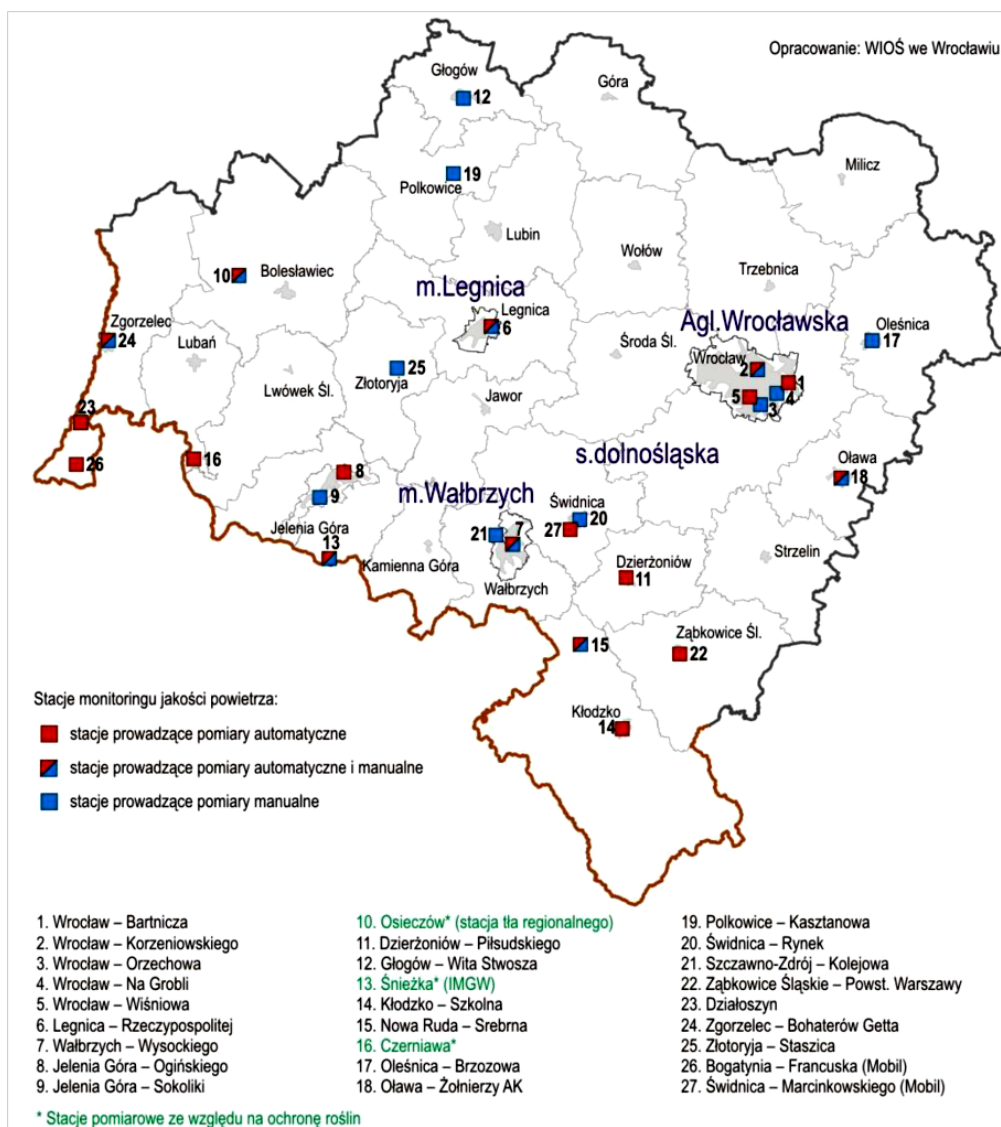 Opracowanie: WIOŚ we Wrocławiu
Głogów
12
Góra
Milicz
19
Polkowice
Lubin
Wołów
Trzebnica
10
Bolesławiec
m.Legnica
Legnica
6
Agl.Wrocławska
Oleśnica
17
Zgorzelec
24
Lubań
Lwówek Śl.
25
Złotoryja
Jawor
Środa Śl.
Wrocław
2
1
5
3
4
23
26
16
8
9
Jelenia Góra
13
Kamienna Góra
m.Wałbrzych
s.dolnośląska
Świdnica
20
27
21
7
Wałbrzych
Oława
18
Strzelin
Dzierżoniów
11
15
Ząbkowice Śl.
22
Kłodzko
14
Stacje monitoringu jakości powietrza:
stacje prowadzące pomiary automatyczne
stacje prowadzące pomiary automatyczne i manualne
stacje prowadzące pomiary manualne
1. Wrocław – Bartnicza
2. Wrocław – Korzeniowskiego
3. Wrocław – Orzechowa
4. Wrocław – Na Grobli
5. Wrocław – Wiśniowa
6. Legnica – Rzeczypospolitej
7. Wałbrzych – Wysockiego
8. Jelenia Góra – Ogińskiego
9. Jelenia Góra – Sokoliki
10. Osieczów* (stacja tła regionalnego)
11. Dzierżoniów – Piłsudskiego
12. Głogów – Wita Stwosza
13. Śnieżka* (IMGW)
14. Kłodzko – Szkolna
15. Nowa Ruda – Srebrna
16. Czerniawa*
17. Oleśnica – Brzozowa
18. Oława – Żołnierzy AK
19. Polkowice – Kasztanowa
20. Świdnica – Rynek
21. Szczawno-Zdrój – Kolejowa
22. Ząbkowice Śląskie – Powst. Warszawy
23. Działoszyn
24. Zgorzelec – Bohaterów Getta
25. Złotoryja – Staszica
26. Bogatynia – Francuska (Mobil)
27. Świdnica – Marcinkowskiego (Mobil)
* Stacje pomiarowe ze względu na ochronę roślin